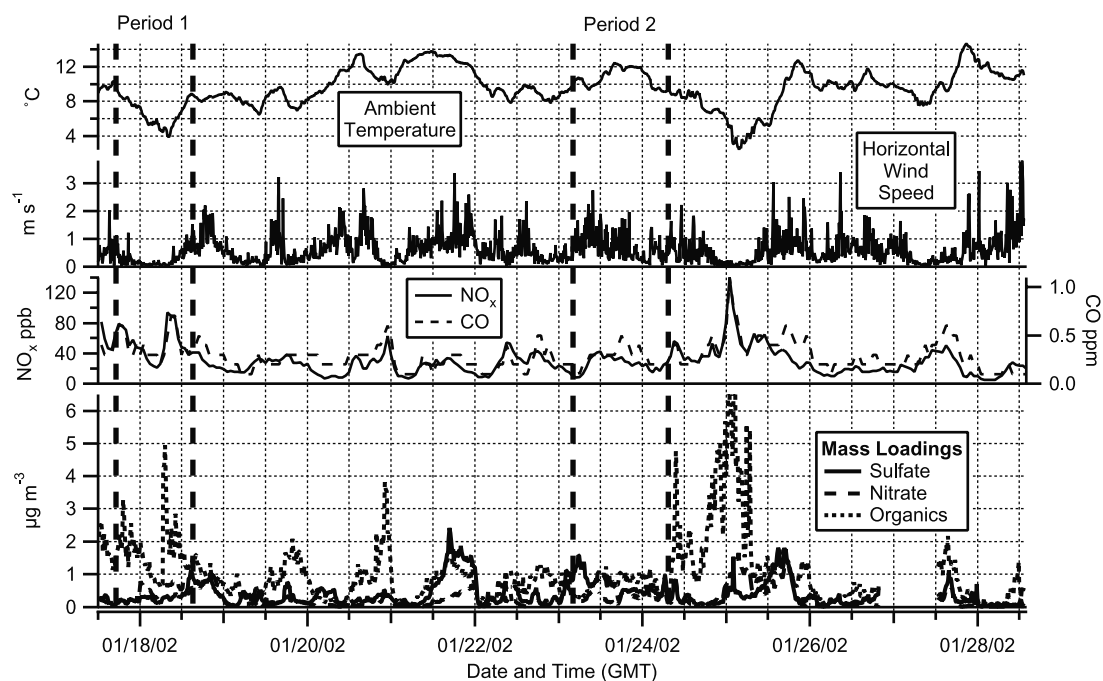 Period 1
Period 2
12
8
4
°C
Ambient
Temperature
Horizontal
Wind
Speed
3
2
1
0
m s⁻¹
120
80
40
0
NOₓ ppb
NOₓ
CO
1.0
0.5
0.0
CO ppm
6
5
4
3
2
1
0
µg m⁻³
Mass Loadings
Sulfate
Nitrate
Organics
01/18/02
01/20/02
01/22/02
01/24/02
01/26/02
01/28/02
Date and Time (GMT)